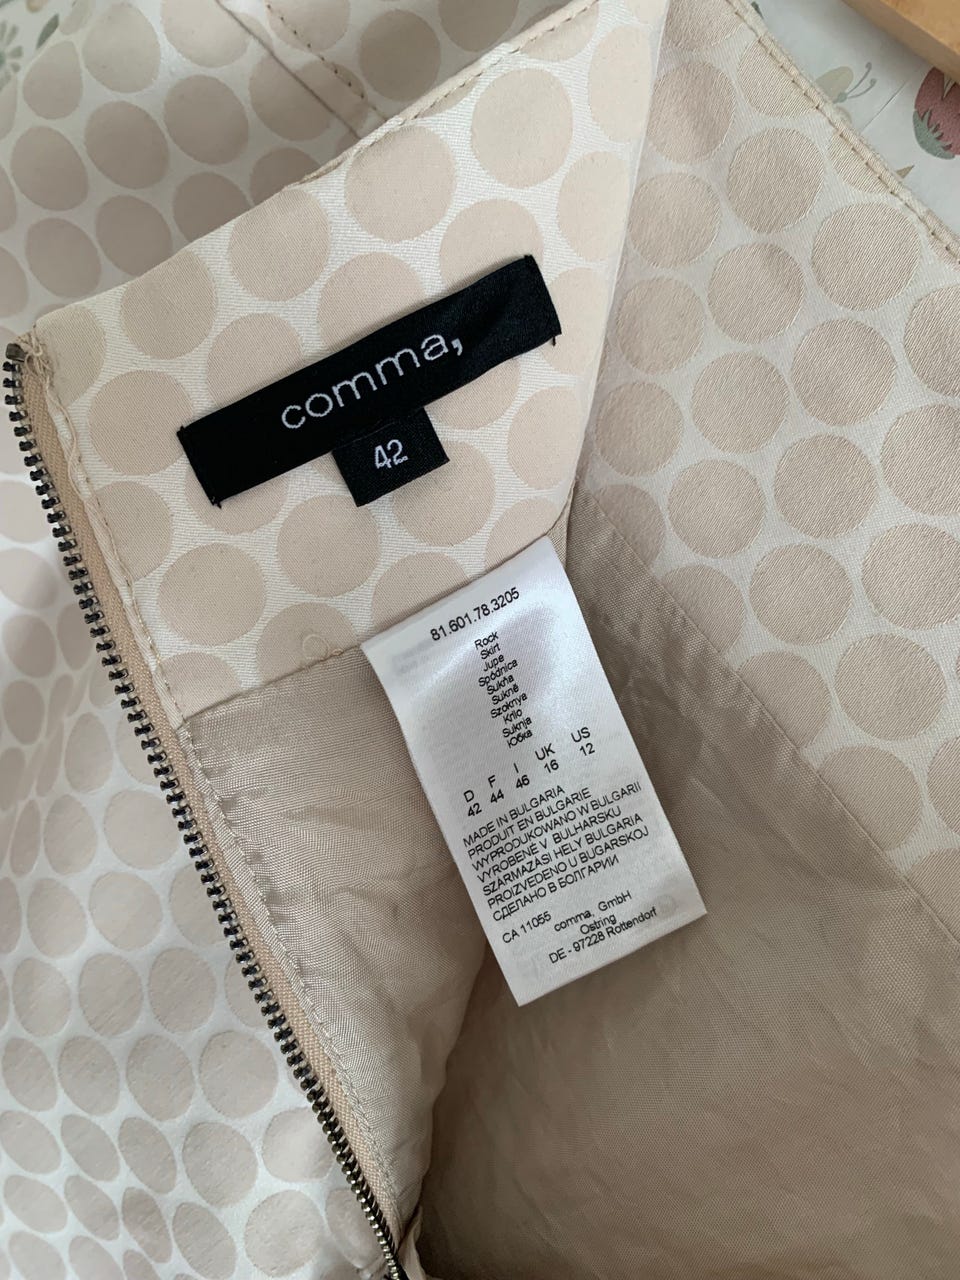 comma,
42
81.601.78.3205
Rock
Skirt
Jupe
Spódnica
Sukňa
Sukně
Szoknya
Krilo
Suknja
Юбка
D F I UK US
42 44 46 16 12
MADE IN BULGARIA
PRODUIT EN BULGARIE
WYPRODUKOWANO W BUŁGARII
VYROBENÉ V BULHARSKU
SZÁRMAZÁSI HELY BULGARIA
PROIZVEDENO U BUGARSKOJ
СДЕЛАНО В БОЛГАРИИ
CA 11055 comma, GmbH
Ostring
DE - 97228 Rottendorf